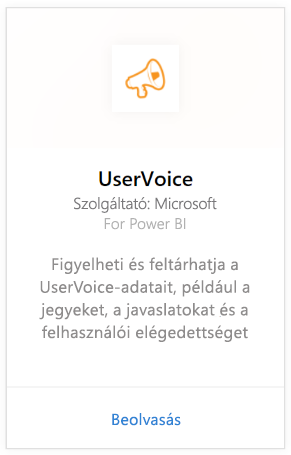 UserVoice
Szolgáltató: Microsoft
For Power BI
Figyelheti és feltárhatja a
UserVoice-adatait, például a
jegyeket, a javaslatokat és a
felhasználói elégedettséget
Beolvasás